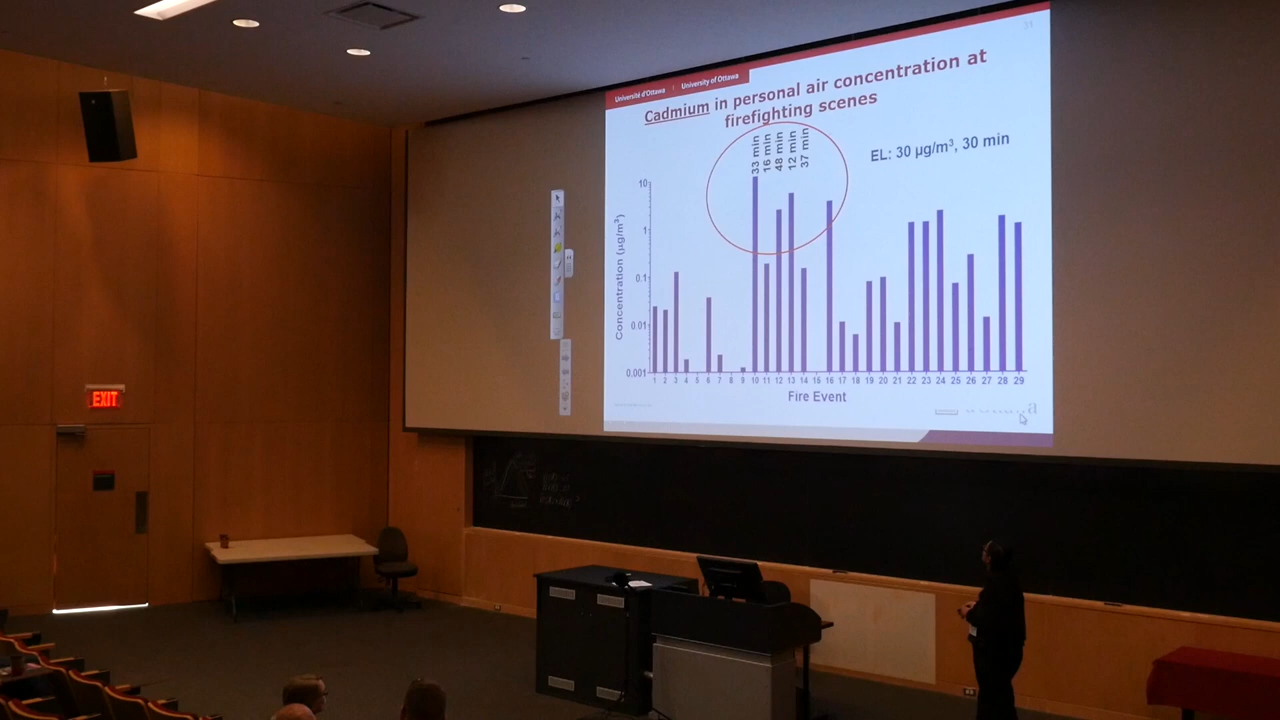 31
Université d'Ottawa | University of Ottawa
Cadmium in personal air concentration at
firefighting scenes
33 min
16 min
48 min
12 min
37 min
EL: 30 µg/m³, 30 min
Concentration (µg/m³)
10
1
0.1
0.01
0.001
1 2 3 4 5 6 7 8 9 10 11 12 13 14 15 16 17 18 19 20 21 22 23 24 25 26 27 28 29
Fire Event
EXIT